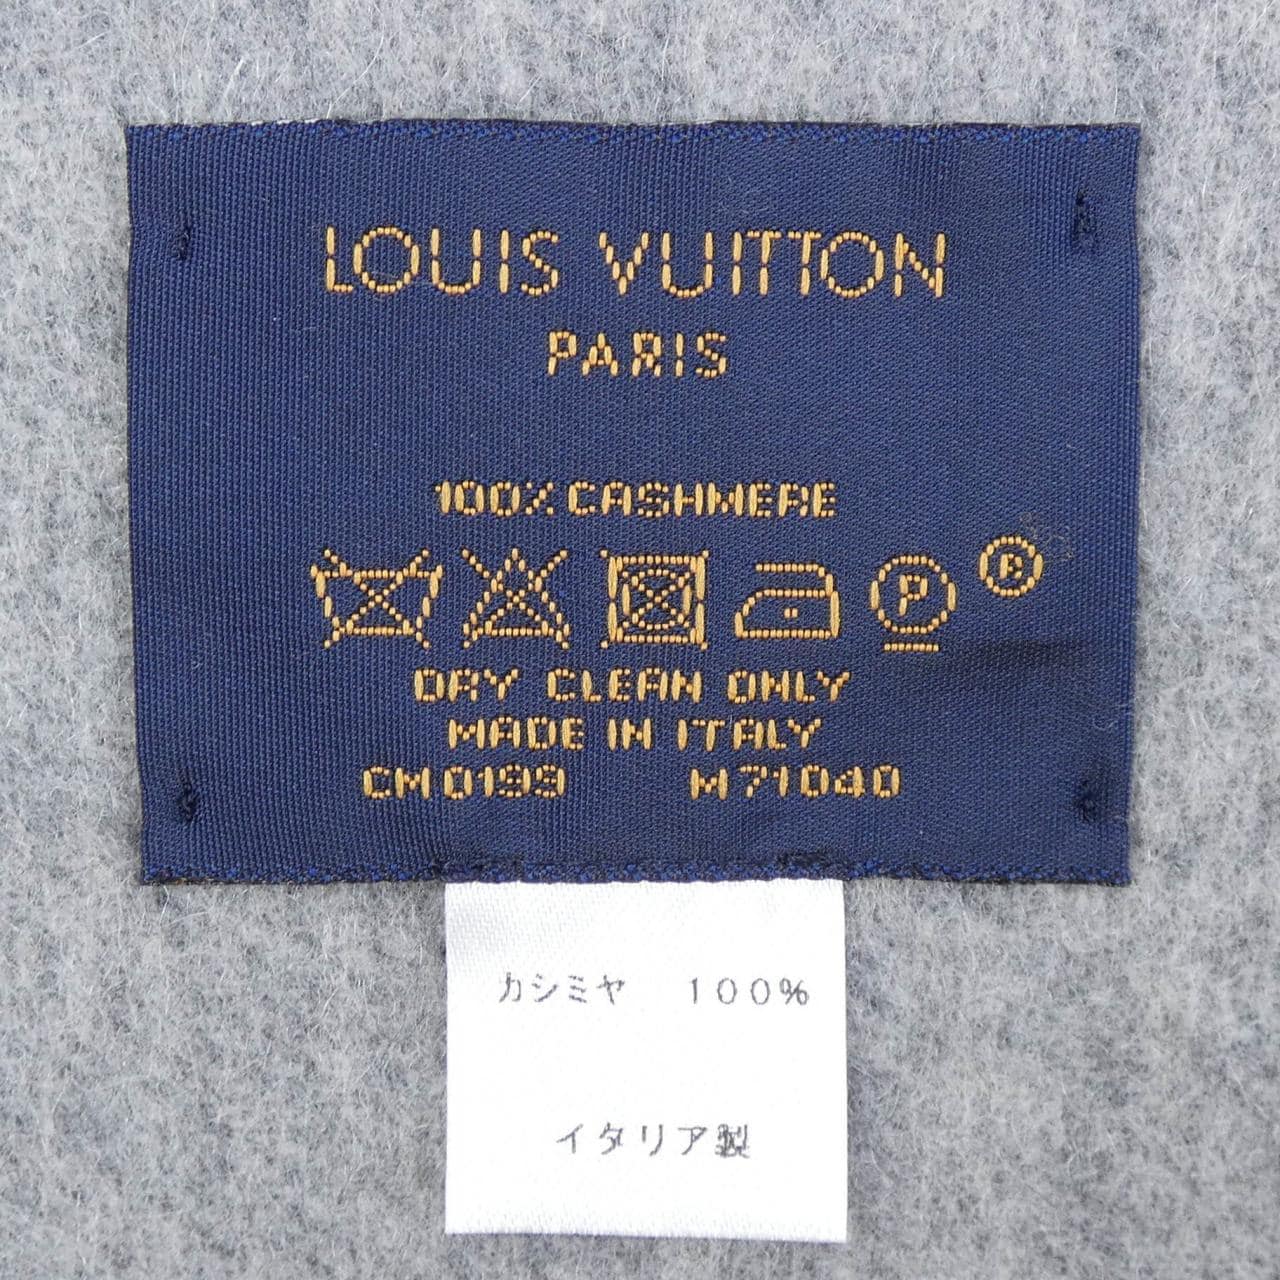 LOUIS VUITTON
PARIS
100% CASHMERE
P ®
DRY CLEAN ONLY
MADE IN ITALY
CM0199 M71040
カシミヤ 100%
イタリア製